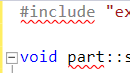 #include "ex
void part::s